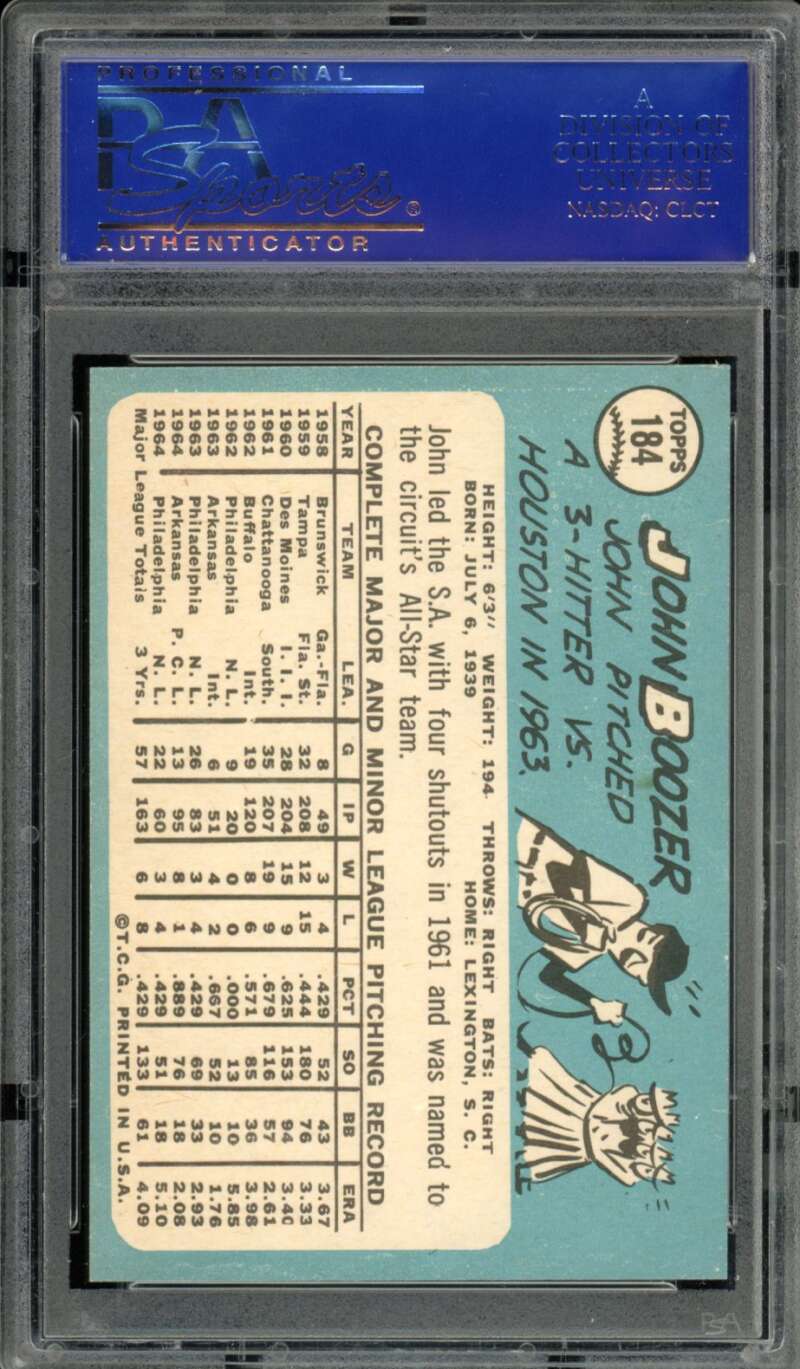 PROFESSIONAL
PSA
Sports®
AUTHENTICATOR
A
DIVISION OF
COLLECTORS
UNIVERSE
NASDAQ: CLCT
TOPPS
184
JOHN BOOZER
JOHN PITCHED
A 3-HITTER VS.
HOUSTON IN 1963.
HEIGHT: 6'3" WEIGHT: 194 THROWS: RIGHT BATS: RIGHT
BORN: JULY 6, 1939 HOME: LEXINGTON, S. C.
John led the S.A. with four shutouts in 1961 and was named to
the circuit's All-Star team.
COMPLETE MAJOR AND MINOR LEAGUE PITCHING RECORD
YEAR TEAM LEA. G IP W L PCT SO BB ERA
1958 Brunswick Ga.-Fla. 8 49 3 4 .429 52 43 3.67
1959 Tampa Fla. St. 32 208 12 15 .444 180 76 3.33
1960 Des Moines I. I. I. 28 204 15 9 .625 153 94 3.40
1961 Chattanooga South. 35 207 19 9 .679 116 57 2.61
1962 Buffalo Int. 19 120 8 6 .571 85 36 3.98
1962 Philadelphia N. L. 9 20 0 0 .000 13 10 5.85
1963 Arkansas Int. 6 51 4 2 .667 52 10 1.76
1963 Philadelphia N. L. 26 83 3 4 .429 69 33 2.93
1964 Arkansas P. C. L. 13 95 8 1 .889 76 18 2.08
1964 Philadelphia N. L. 22 60 3 4 .429 51 18 5.10
Major League Totals 3 Yrs. 57 163 6 8 .429 133 61 4.09
©T.C.G. PRINTED IN U.S.A.
PSA